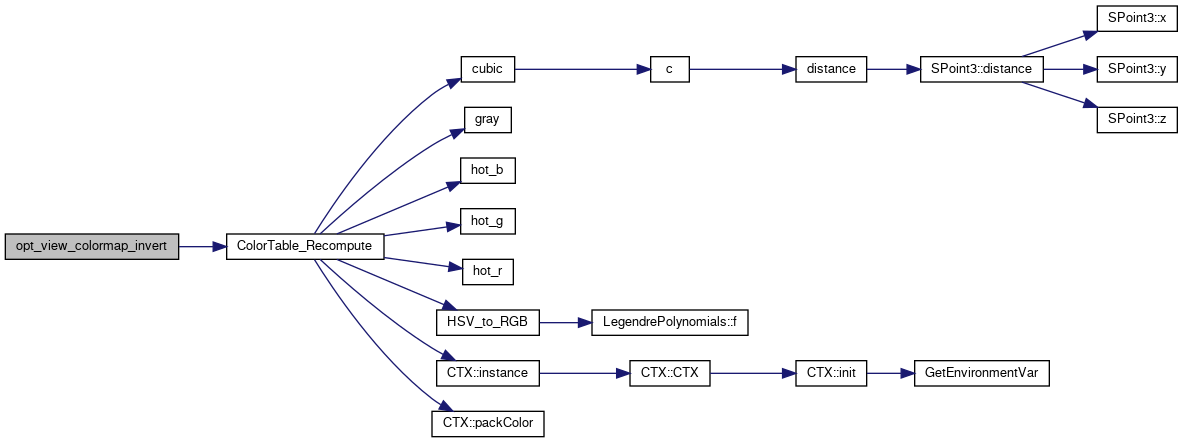 opt_view_colormap_invert
ColorTable_Recompute
cubic
c
distance
SPoint3::distance
SPoint3::x
SPoint3::y
SPoint3::z
gray
hot_b
hot_g
hot_r
HSV_to_RGB
LegendrePolynomials::f
CTX::instance
CTX::CTX
CTX::init
GetEnvironmentVar
CTX::packColor